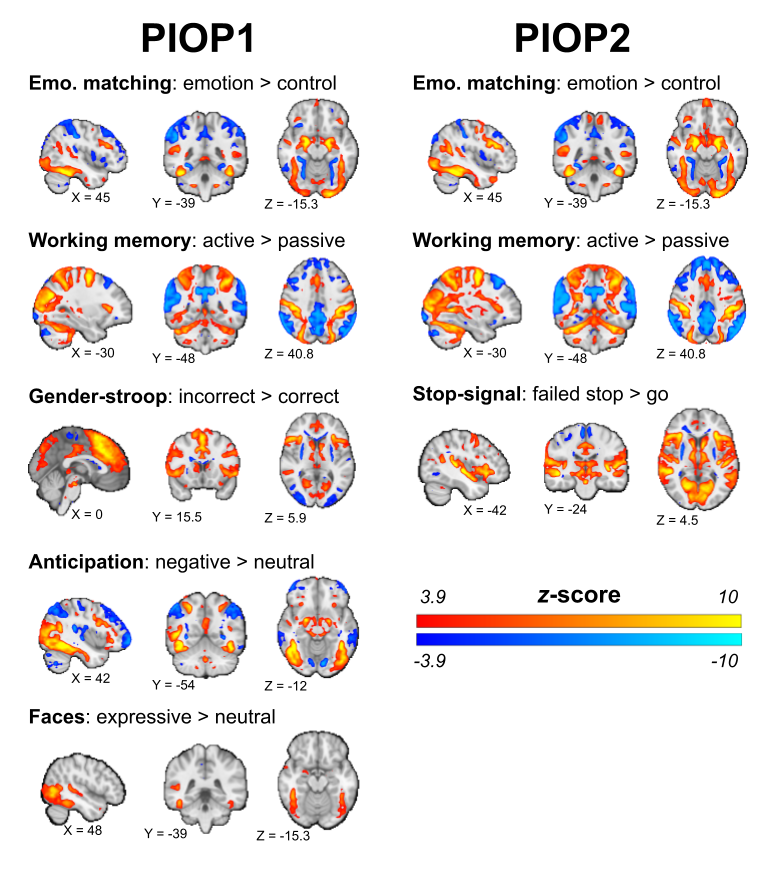 PIOP1
Emo. matching: emotion > control
X = 45
Y = -39
Z = -15.3
Working memory: active > passive
X = -30
Y = -48
Z = 40.8
Gender-stroop: incorrect > correct
X = 0
Y = 15.5
Z = 5.9
Anticipation: negative > neutral
X = 42
Y = -54
Z = -12
Faces: expressive > neutral
X = 48
Y = -39
Z = -15.3
PIOP2
Emo. matching: emotion > control
X = 45
Y = -39
Z = -15.3
Working memory: active > passive
X = -30
Y = -48
Z = 40.8
Stop-signal: failed stop > go
X = -42
Y = -24
Z = 4.5
3.9 z-score 10
-3.9 -10